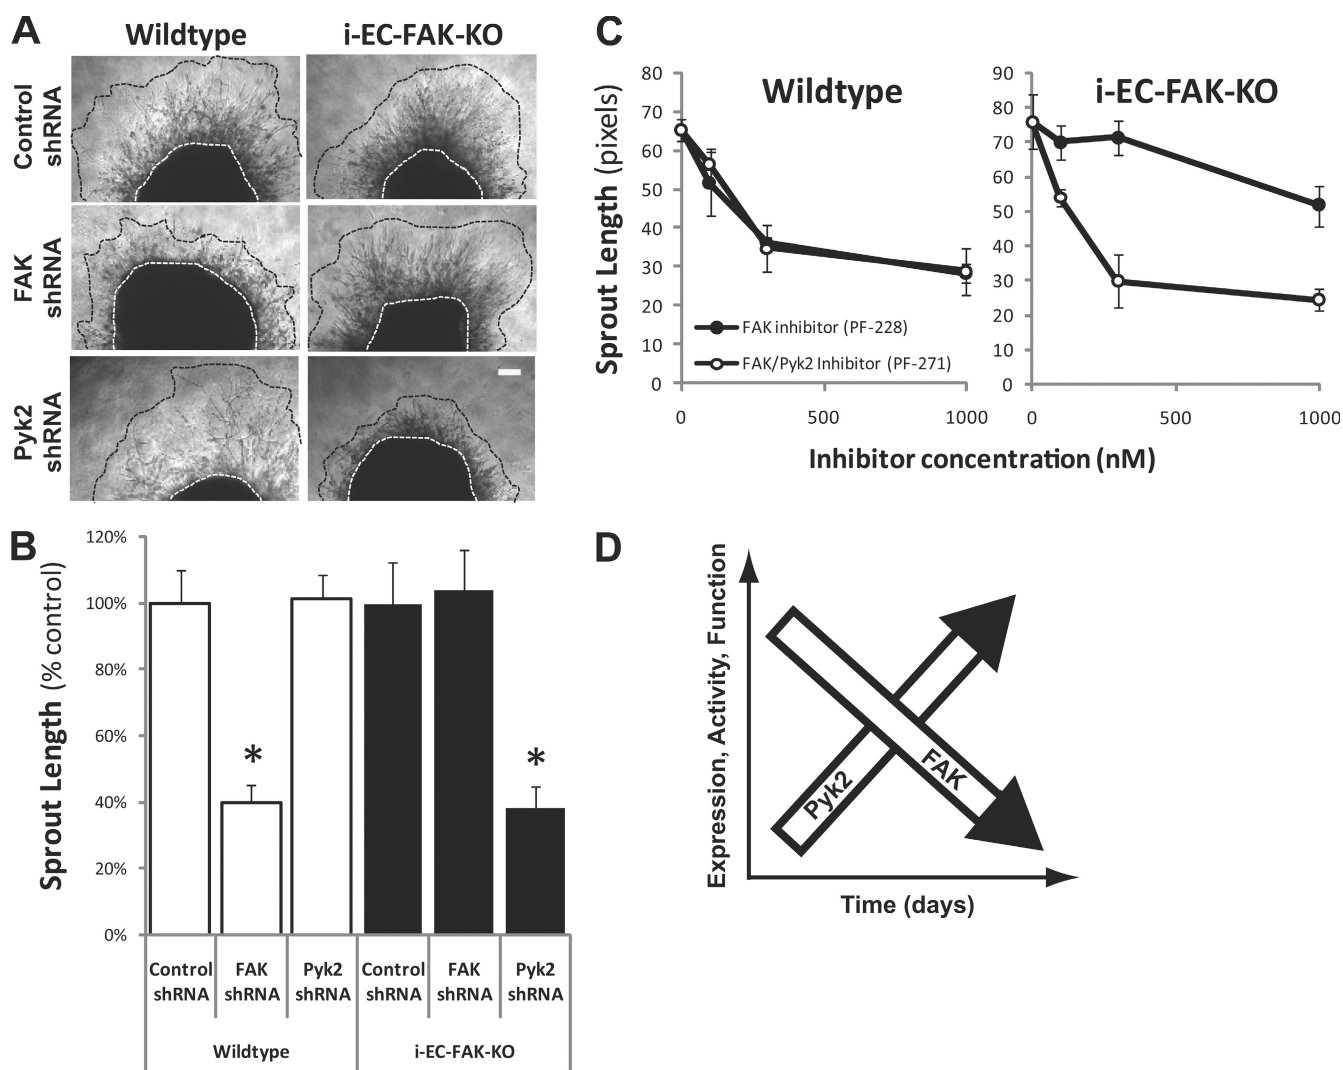 A
Wildtype
i-EC-FAK-KO
Control
shRNA
FAK
shRNA
Pyk2
shRNA
B
120%
100%
80%
60%
40%
20%
0%
Sprout Length (% control)
*
*
Control
shRNA
FAK
shRNA
Pyk2
shRNA
Control
shRNA
FAK
shRNA
Pyk2
shRNA
Wildtype
i-EC-FAK-KO
C
Sprout Length (pixels)
80
70
60
50
40
30
20
10
0
Wildtype
FAK inhibitor (PF-228)
FAK/Pyk2 Inhibitor (PF-271)
0
500
1000
90
80
70
60
50
40
30
20
10
0
i-EC-FAK-KO
0
500
1000
Inhibitor concentration (nM)
D
Expression, Activity, Function
Pyk2
FAK
Time (days)